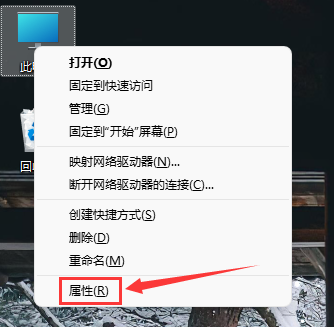 此
打开(O)
固定到快速访问
管理(G)
固定到"开始"屏幕(P)
回
映射网络驱动器(N)...
断开网络驱动器的连接(C)...
创建快捷方式(S)
删除(D)
重命名(M)
属性(R)